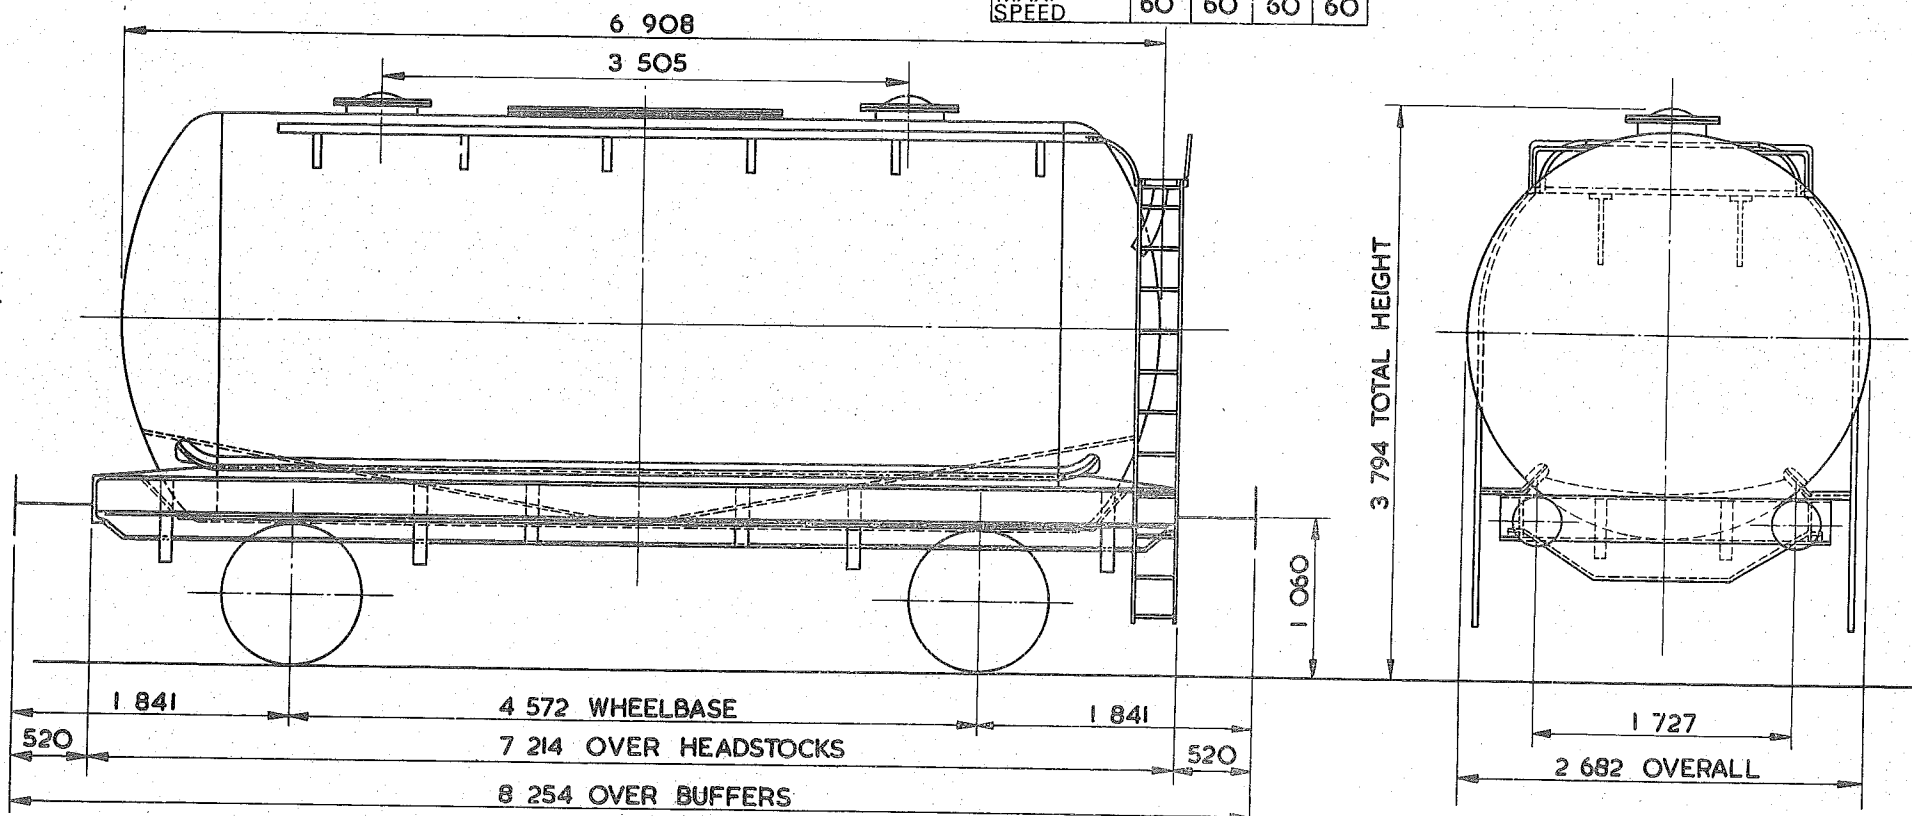 SPEED 60 60 60 60
6 908
3 505
3 794 TOTAL HEIGHT
1 060
1 841
4 572 WHEELBASE
1 841
1 727
520
7 214 OVER HEADSTOCKS
520
2 682 OVERALL
8 254 OVER BUFFERS